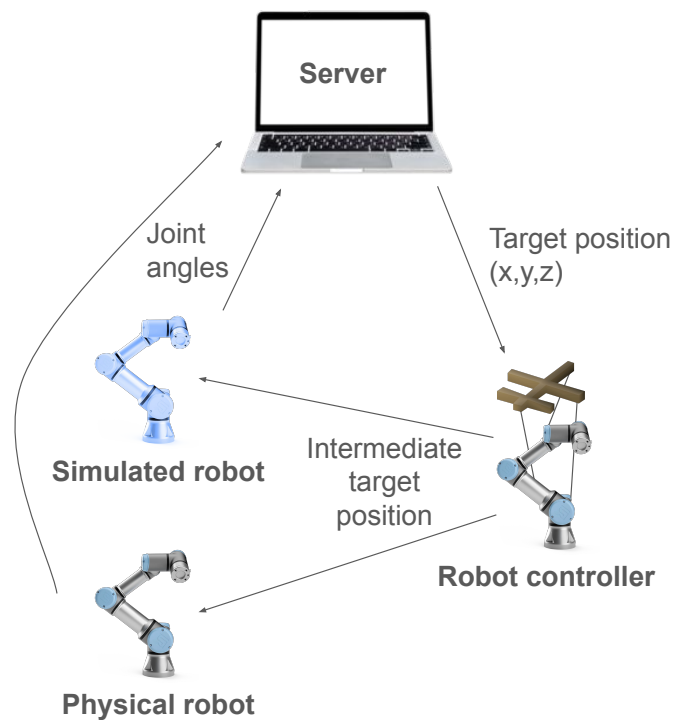 Server
Joint
angles
Target position
(x,y,z)
Simulated robot
Intermediate
target
position
Robot controller
Physical robot